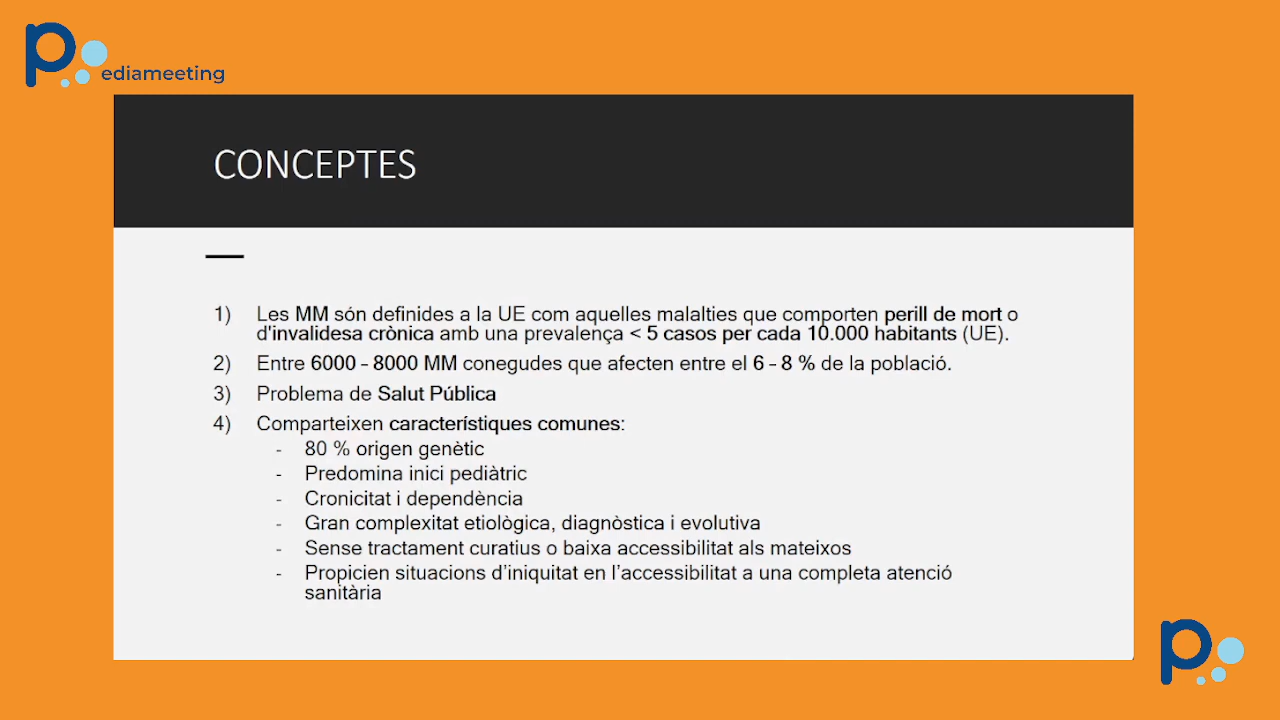 pediameeting
CONCEPTES
1) Les MM són definides a la UE com aquelles malalties que comporten perill de mort o
d'invalidesa crònica amb una prevalença < 5 casos per cada 10.000 habitants (UE).
2) Entre 6000 - 8000 MM conegudes que afecten entre el 6 - 8 % de la població.
3) Problema de Salut Pública
4) Comparteixen característiques comunes:
- 80 % origen genètic
- Predomina inici pediàtric
- Cronicitat i dependència
- Gran complexitat etiològica, diagnòstica i evolutiva
- Sense tractament curatius o baixa accessibilitat als mateixos
- Propicien situacions d’iniquitat en l’accessibilitat a una completa atenció
sanitària
p